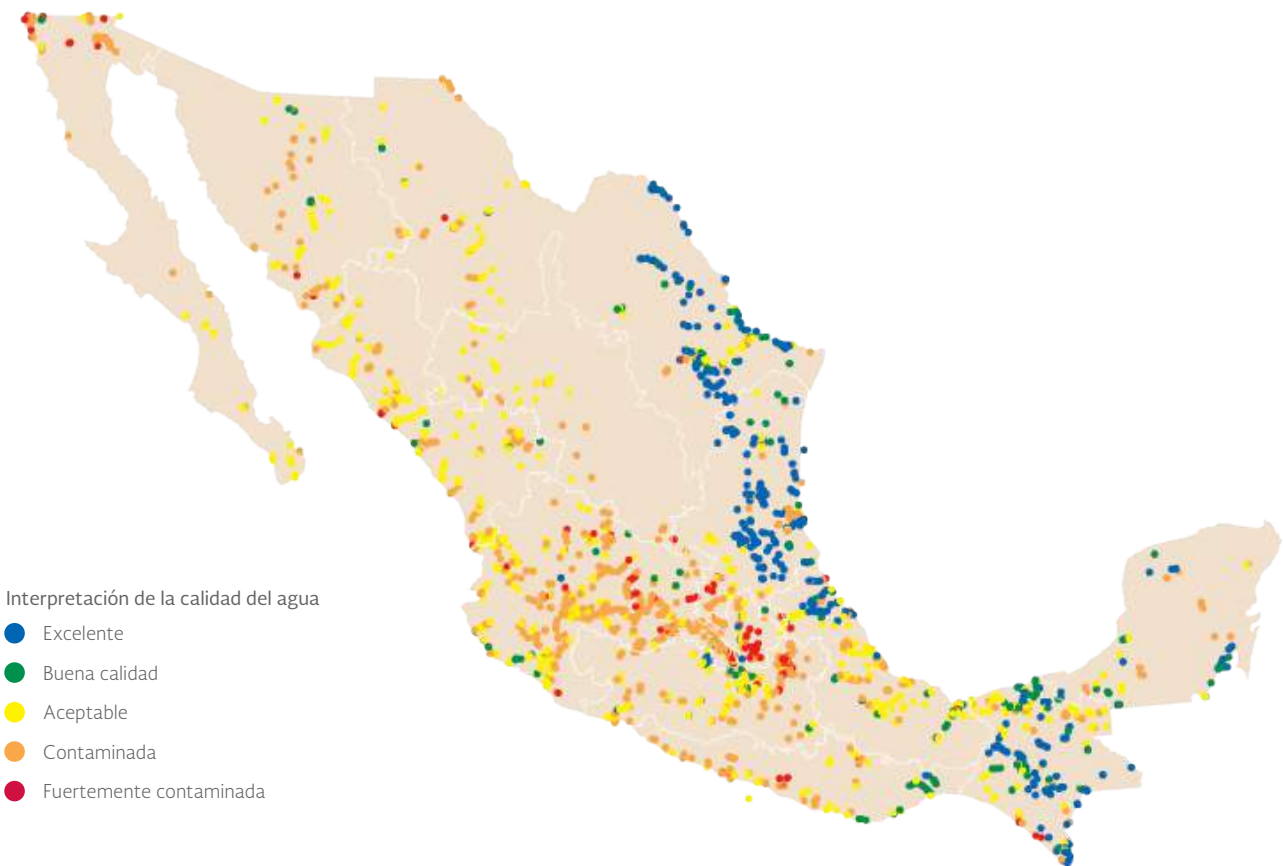 Interpretación de la calidad del agua
Excelente
Buena calidad
Aceptable
Contaminada
Fuertemente contaminada